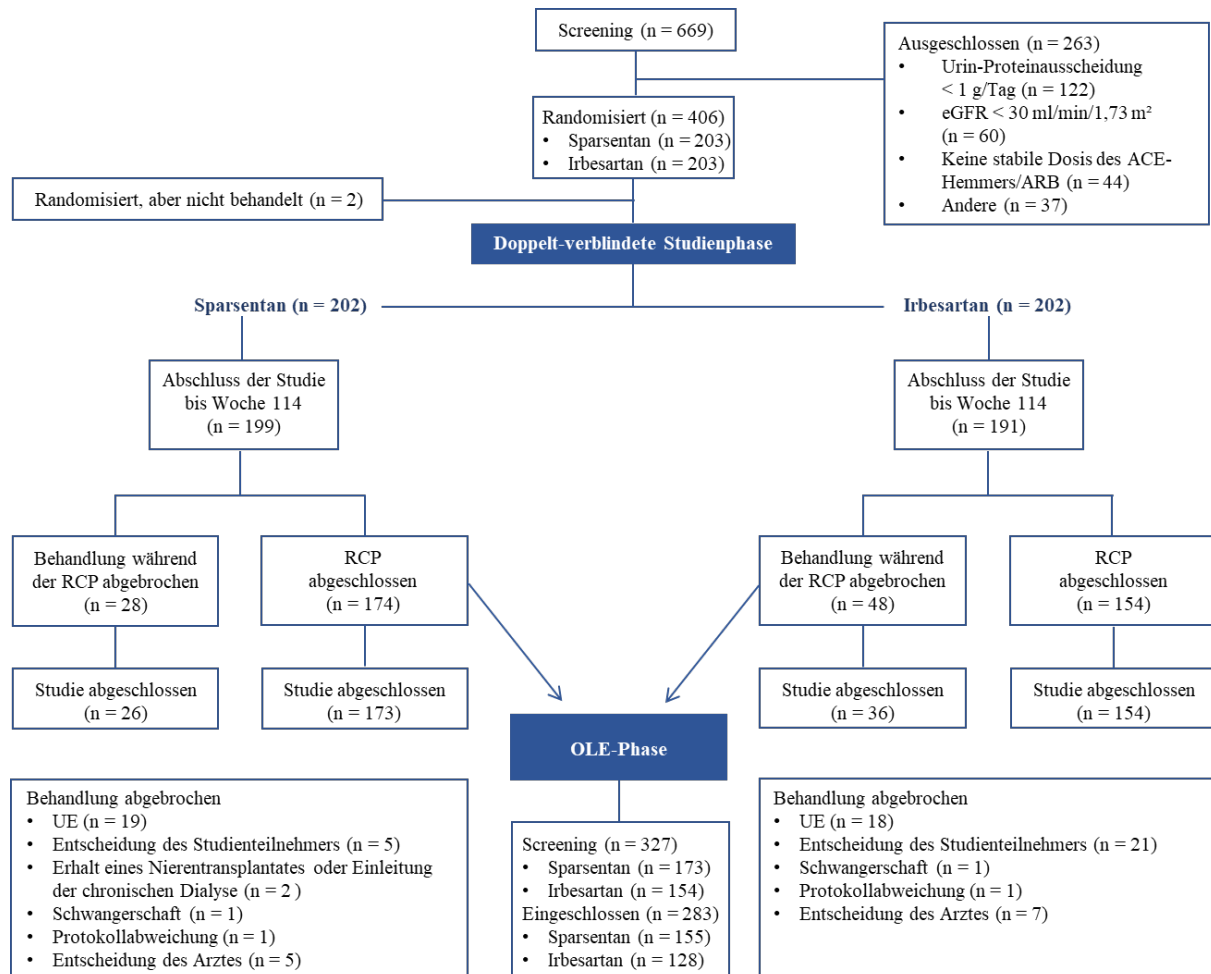 Screening (n = 669)
Ausgeschlossen (n = 263)
• Urin-Proteinausscheidung
< 1 g/Tag (n = 122)
• eGFR < 30 ml/min/1,73 m²
(n = 60)
• Keine stabile Dosis des ACE-
Hemmers/ARB (n = 44)
• Andere (n = 37)
Randomisiert (n = 406)
• Sparsentan (n = 203)
• Irbesartan (n = 203)
Randomisiert, aber nicht behandelt (n = 2)
Doppelt-verblindete Studienphase
Sparsentan (n = 202)
Irbesartan (n = 202)
Abschluss der Studie
bis Woche 114
(n = 199)
Abschluss der Studie
bis Woche 114
(n = 191)
Behandlung während
der RCP abgebrochen
(n = 28)
RCP
abgeschlossen
(n = 174)
Behandlung während
der RCP abgebrochen
(n = 48)
RCP
abgeschlossen
(n = 154)
Studie abgeschlossen
(n = 26)
Studie abgeschlossen
(n = 173)
Studie abgeschlossen
(n = 36)
Studie abgeschlossen
(n = 154)
OLE-Phase
Behandlung abgebrochen
• UE (n = 19)
• Entscheidung des Studienteilnehmers (n = 5)
• Erhalt eines Nierentransplantates oder Einleitung
der chronischen Dialyse (n = 2 )
• Schwangerschaft (n = 1)
• Protokollabweichung (n = 1)
• Entscheidung des Arztes (n = 5)
Screening (n = 327)
• Sparsentan (n = 173)
• Irbesartan (n = 154)
Eingeschlossen (n = 283)
• Sparsentan (n = 155)
• Irbesartan (n = 128)
Behandlung abgebrochen
• UE (n = 18)
• Entscheidung des Studienteilnehmers (n = 21)
• Schwangerschaft (n = 1)
• Protokollabweichung (n = 1)
• Entscheidung des Arztes (n = 7)